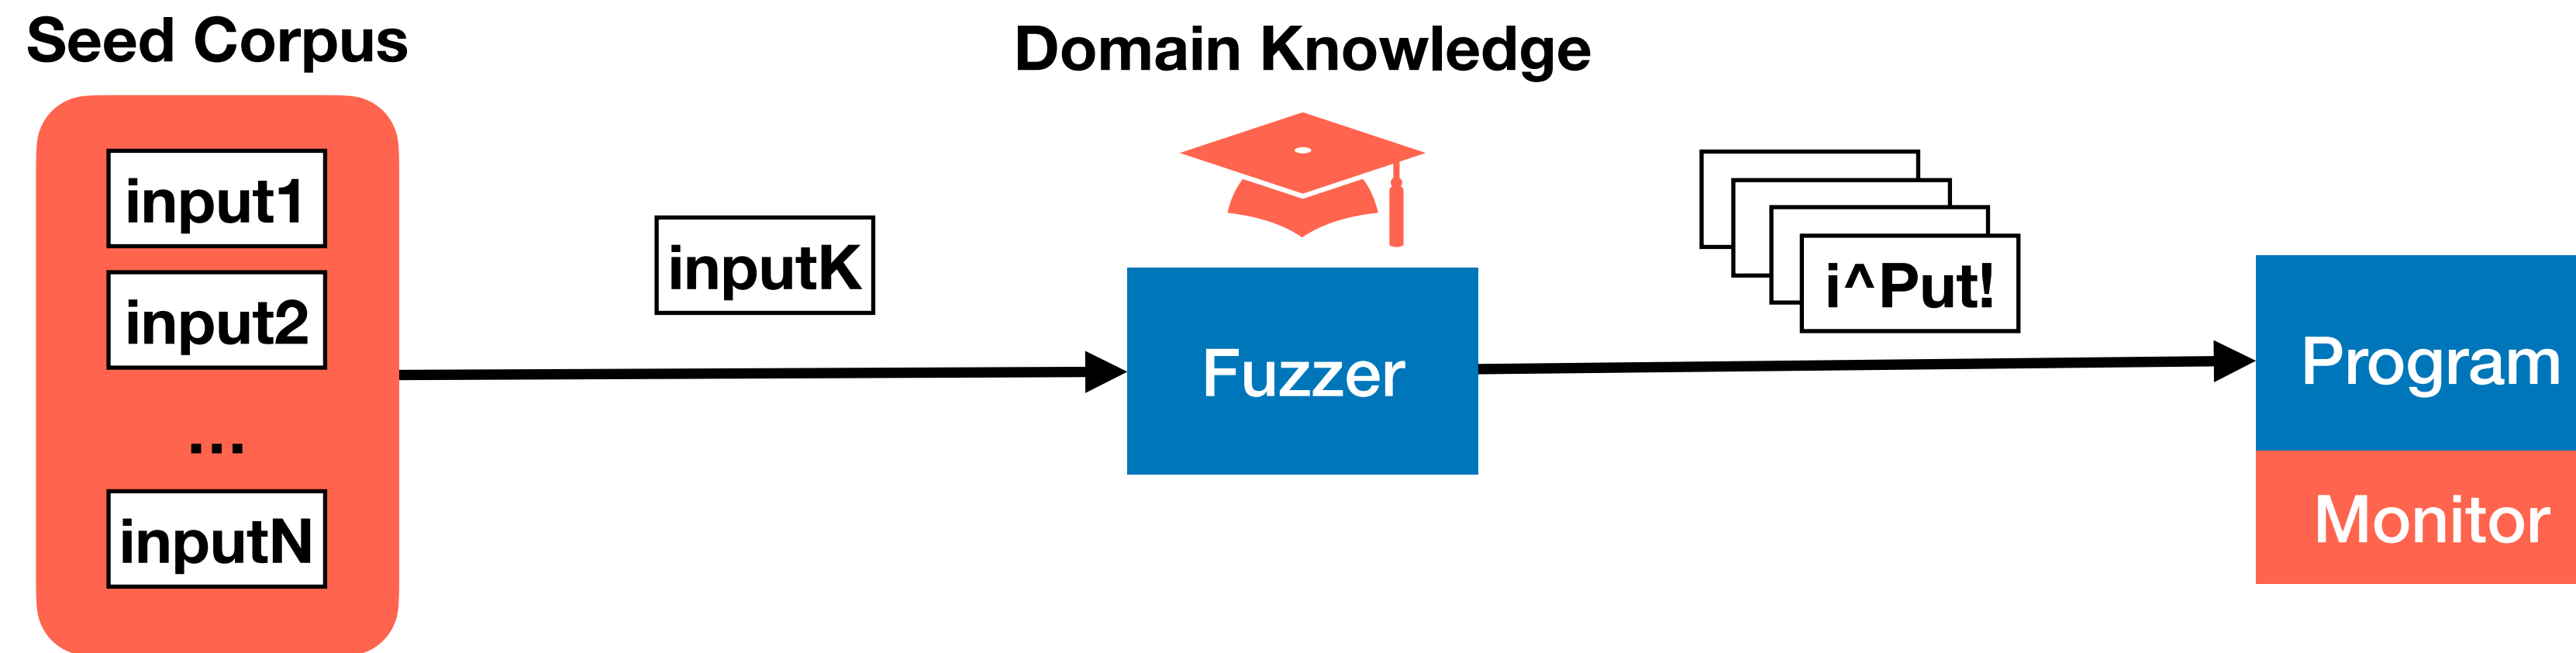 Seed Corpus
input1
input2
...
inputN
inputK
Domain Knowledge
Fuzzer
i^Put!
Program
Monitor